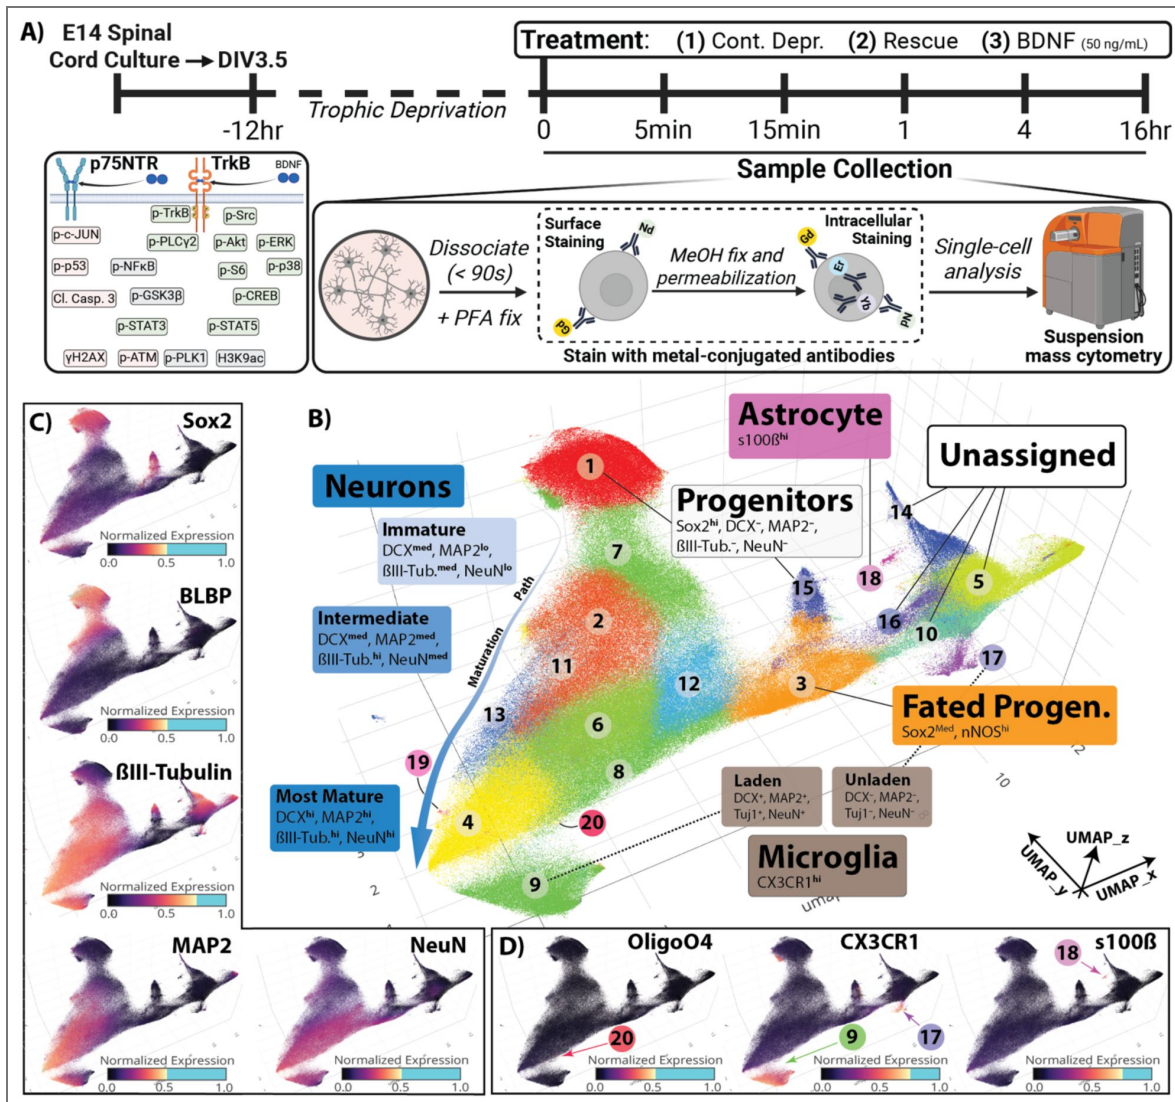 A)
E14 Spinal
Cord Culture → DIV3.5
-12hr
Trophic Deprivation
Treatment: (1) Cont. Depr. (2) Rescue (3) BDNF (50 ng/mL)
0 5min 15min 1 4 16hr
Sample Collection
p75NTR TrkB BDNF
p-TrkB p-Src
p-c-JUN
p-PLCγ2 p-Akt p-ERK
p-p53 p-NFκB p-S6 p-p38
Cl. Casp. 3 p-GSK3β p-CREB
p-STAT3 p-STAT5
γH2AX p-ATM p-PLK1 H3K9ac
Dissociate
(< 90s)
+ PFA fix
Surface
Staining
Nd
Gd
MeOH fix and
permeabilization
Intracellular
Staining
Gd
Er
Yb
Nd
Stain with metal-conjugated antibodies
Single-cell
analysis
Suspension
mass cytometry
C)
Sox2
Normalized Expression
0.0 0.5 1.0
BLBP
Normalized Expression
0.0 0.5 1.0
ßIII-Tubulin
Normalized Expression
0.0 0.5 1.0
MAP2
Normalized Expression
0.0 0.5 1.0
NeuN
Normalized Expression
0.0 0.5 1.0
B)
Neurons
Immature
DCXmed, MAP2lo,
ßIII-Tub.med, NeuNlo
Intermediate
DCXmed, MAP2med,
ßIII-Tub.hi, NeuNmed
Most Mature
DCXhi, MAP2hi,
ßIII-Tub.hi, NeuNhi
Maturation Path
Astrocyte
s100ßhi
Unassigned
Progenitors
Sox2hi, DCX-, MAP2-,
ßIII-Tub.-, NeuN-
Fated Progen.
Sox2Med, nNOShi
Laden
DCX+, MAP2+,
Tuj1+, NeuN+
Unladen
DCX-, MAP2-,
Tuj1-, NeuN-
Microglia
CX3CR1hi
1
7
14
18
15
5
2
16
10
11
17
12
3
13
6
19
8
4
20
9
12
10
2
uma
UMAP_z
UMAP_y
UMAP_x
D)
OligoO4
20
Normalized Expression
0.0 0.5 1.0
CX3CR1
9
17
Normalized Expression
0.0 0.5 1.0
s100ß
18
Normalized Expression
0.0 0.5 1.0